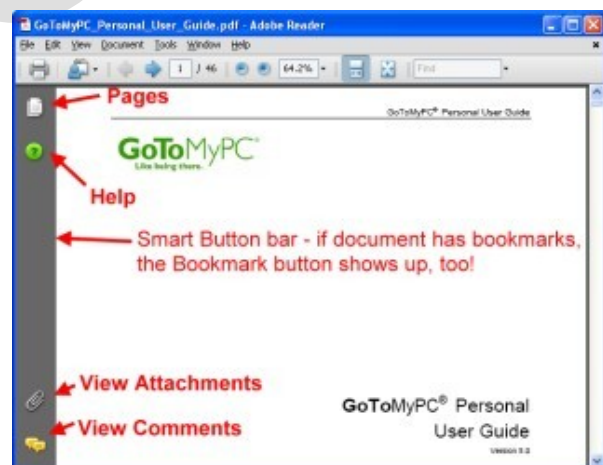 GoToMyPC_Personal_User_Guide.pdf - Adobe Reader
File Edit View Document Tools Window Help
1 / 46 64.2% Find
Pages
GoToMyPC® Personal User Guide
GoToMyPC®
Like being there.
Help
Smart Button bar - if document has bookmarks,
the Bookmark button shows up, too!
View Attachments
GoToMyPC® Personal
View Comments
User Guide